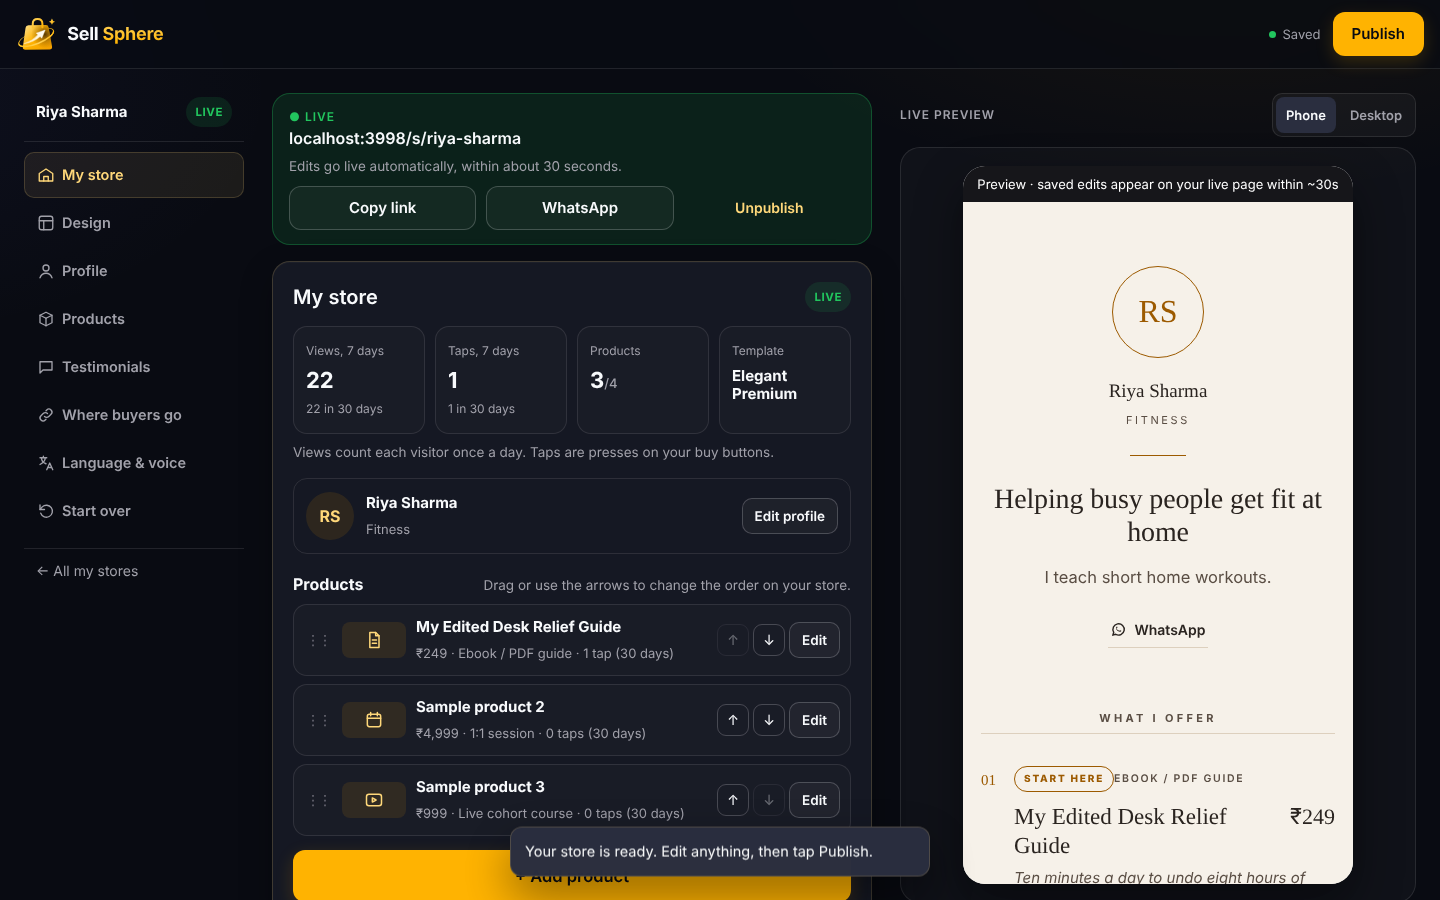 Sell Sphere
Saved
Publish
Riya Sharma
LIVE
My store
Design
Profile
Products
Testimonials
Where buyers go
Language & voice
Start over
← All my stores
LIVE
localhost:3998/s/riya-sharma
Edits go live automatically, within about 30 seconds.
Copy link
WhatsApp
Unpublish
My store
LIVE
Views, 7 days
22
22 in 30 days
Taps, 7 days
1
1 in 30 days
Products
3/4
Template
Elegant
Premium
Views count each visitor once a day. Taps are presses on your buy buttons.
RS
Riya Sharma
Fitness
Edit profile
Products
Drag or use the arrows to change the order on your store.
My Edited Desk Relief Guide
₹249 · Ebook / PDF guide · 1 tap (30 days)
↑
↓
Edit
Sample product 2
₹4,999 · 1:1 session · 0 taps (30 days)
↑
↓
Edit
Sample product 3
₹999 · Live cohort course · 0 taps (30 days)
↑
↓
Edit
+ Add product
Your store is ready. Edit anything, then tap Publish.
LIVE PREVIEW
Phone
Desktop
Preview · saved edits appear on your live page within ~30s
RS
Riya Sharma
FITNESS
Helping busy people get fit at
home
I teach short home workouts.
WhatsApp
WHAT I OFFER
01
START HERE
EBOOK / PDF GUIDE
My Edited Desk Relief
Guide
₹249
Ten minutes a day to undo eight hours of